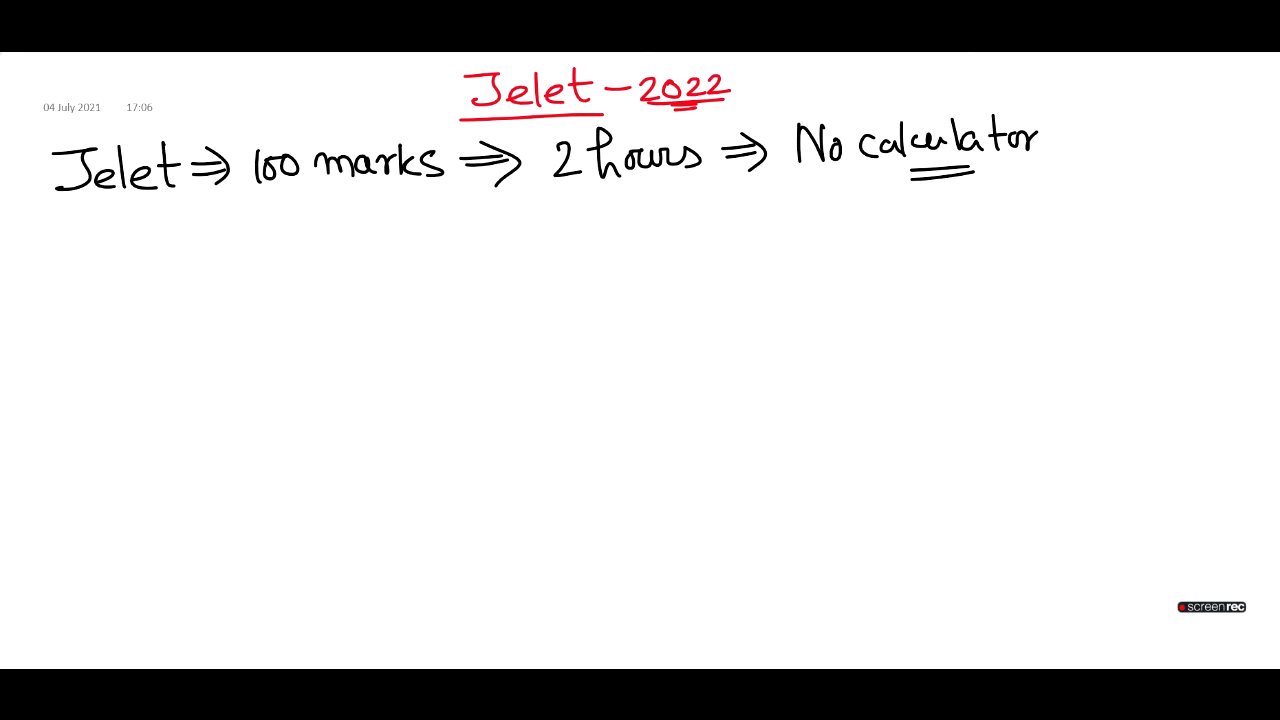 Jelet - 2022
04 July 2021 17:06
Jelet ⇒ 100 marks ⇒ 2 hours ⇒ No calculator
screenrec